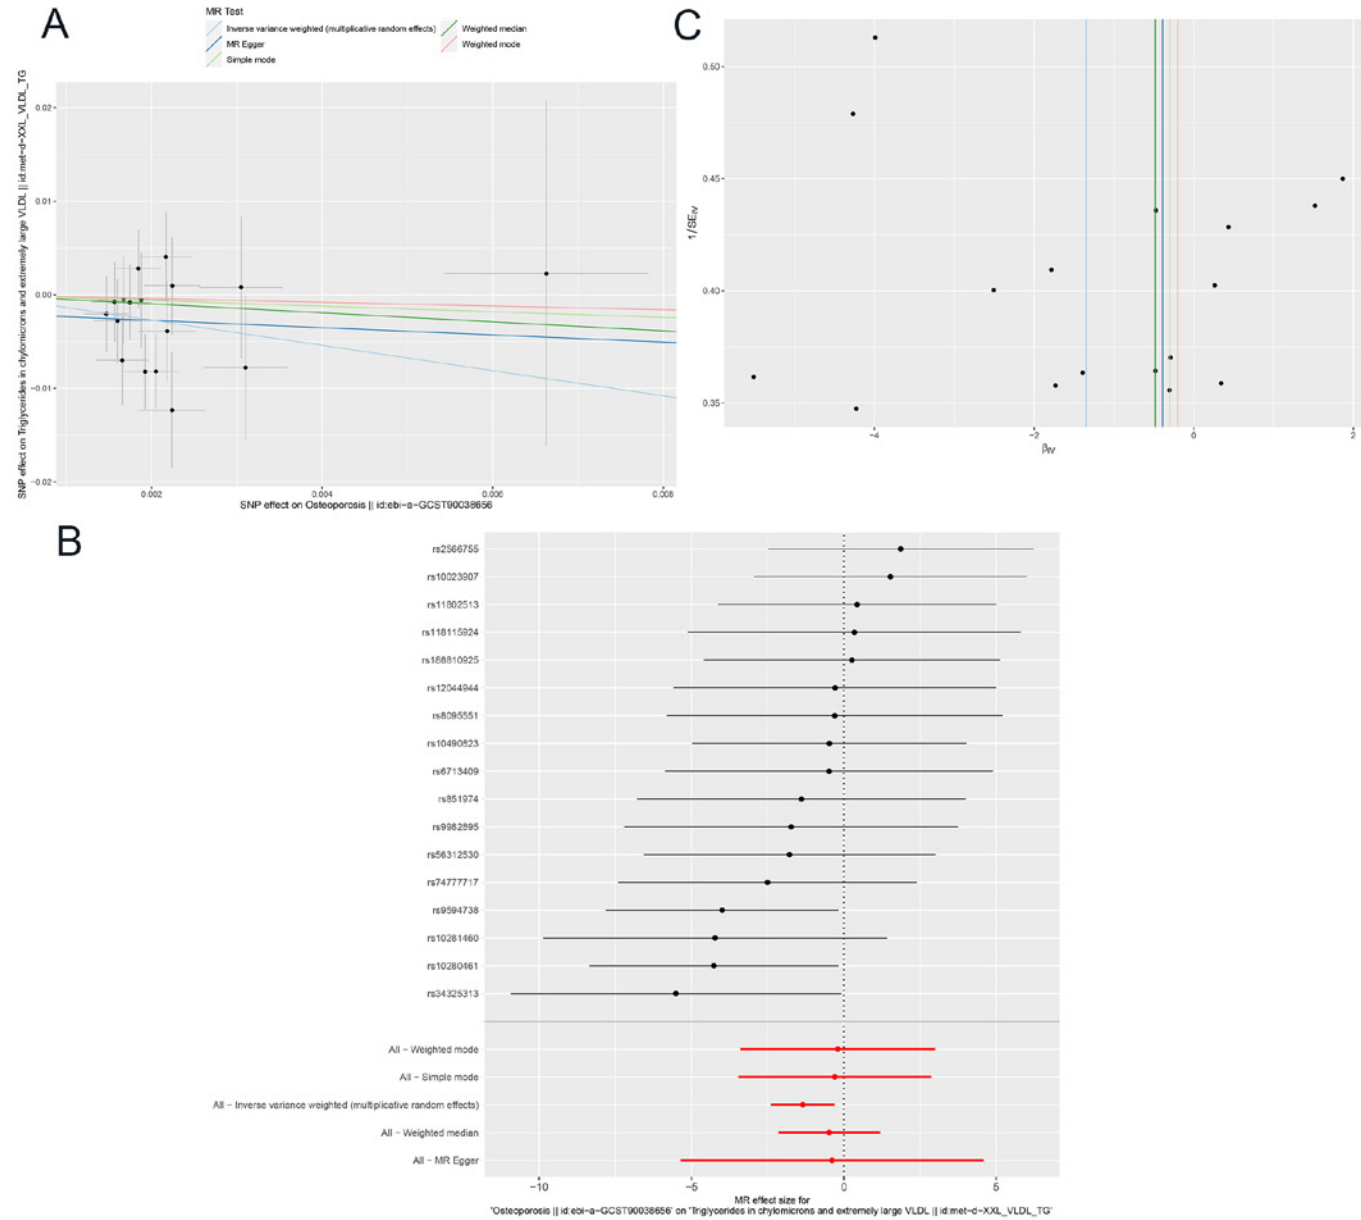 A
MR Test
Inverse variance weighted (multiplicative random effects)
MR Egger
Simple mode
Weighted median
Weighted mode
SNP effect on Triglycerides in chylomicrons and extremely large VLDL || id:met-d-XXL_VLDL_TG
0.02
0.01
0.00
−0.01
−0.02
0.002
0.004
0.006
0.008
SNP effect on Osteoporosis || id:ebi-a-GCST90038656
C
1/SE_IV
0.50
0.45
0.40
0.35
−4
−2
0
2
β_IV
B
rs2566755
rs10023907
rs11802513
rs118115924
rs188810925
rs12044944
rs8095551
rs10490823
rs6713409
rs851974
rs9982895
rs56312530
rs74777717
rs9594738
rs10281460
rs10280461
rs34325313
All − Weighted mode
All − Simple mode
All − Inverse variance weighted (multiplicative random effects)
All − Weighted median
All − MR Egger
−10
−5
0
5
MR effect size for
'Osteoporosis || id:ebi-a-GCST90038656' on 'Triglycerides in chylomicrons and extremely large VLDL || id:met-d-XXL_VLDL_TG'